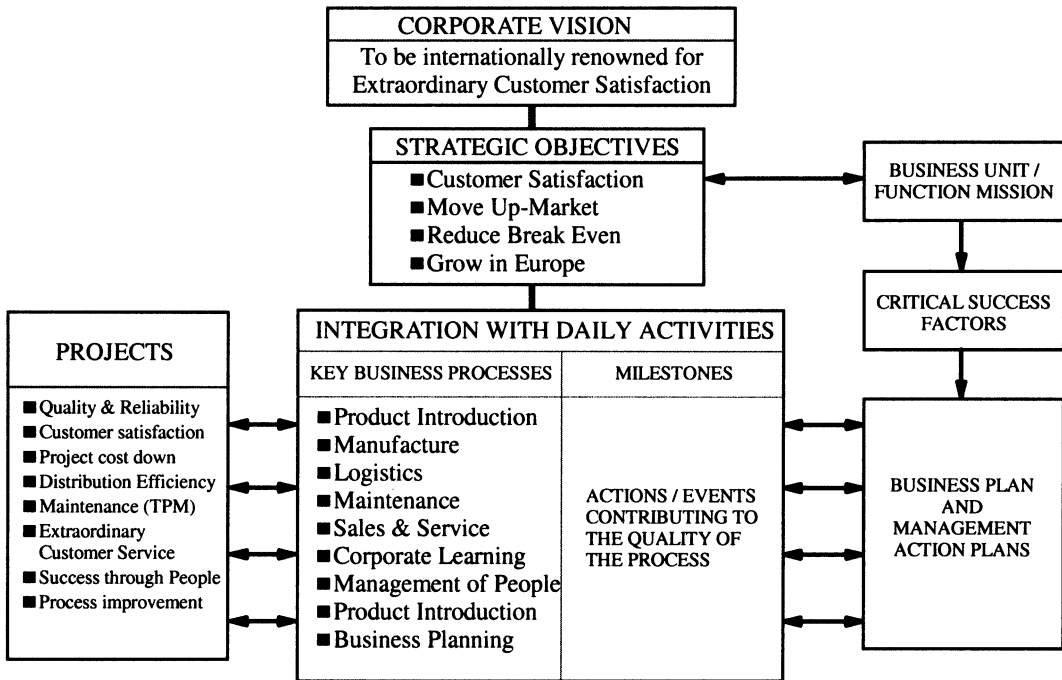 CORPORATE VISION
To be internationally renowned for
Extraordinary Customer Satisfaction
STRATEGIC OBJECTIVES
■ Customer Satisfaction
■ Move Up-Market
■ Reduce Break Even
■ Grow in Europe
BUSINESS UNIT /
FUNCTION MISSION
CRITICAL SUCCESS
FACTORS
PROJECTS
■ Quality & Reliability
■ Customer satisfaction
■ Project cost down
■ Distribution Efficiency
■ Maintenance (TPM)
■ Extraordinary
Customer Service
■ Success through People
■ Process improvement
INTEGRATION WITH DAILY ACTIVITIES
KEY BUSINESS PROCESSES
■ Product Introduction
■ Manufacture
■ Logistics
■ Maintenance
■ Sales & Service
■ Corporate Learning
■ Management of People
■ Product Introduction
■ Business Planning
MILESTONES
ACTIONS / EVENTS
CONTRIBUTING TO
THE QUALITY OF
THE PROCESS
BUSINESS PLAN
AND
MANAGEMENT
ACTION PLANS